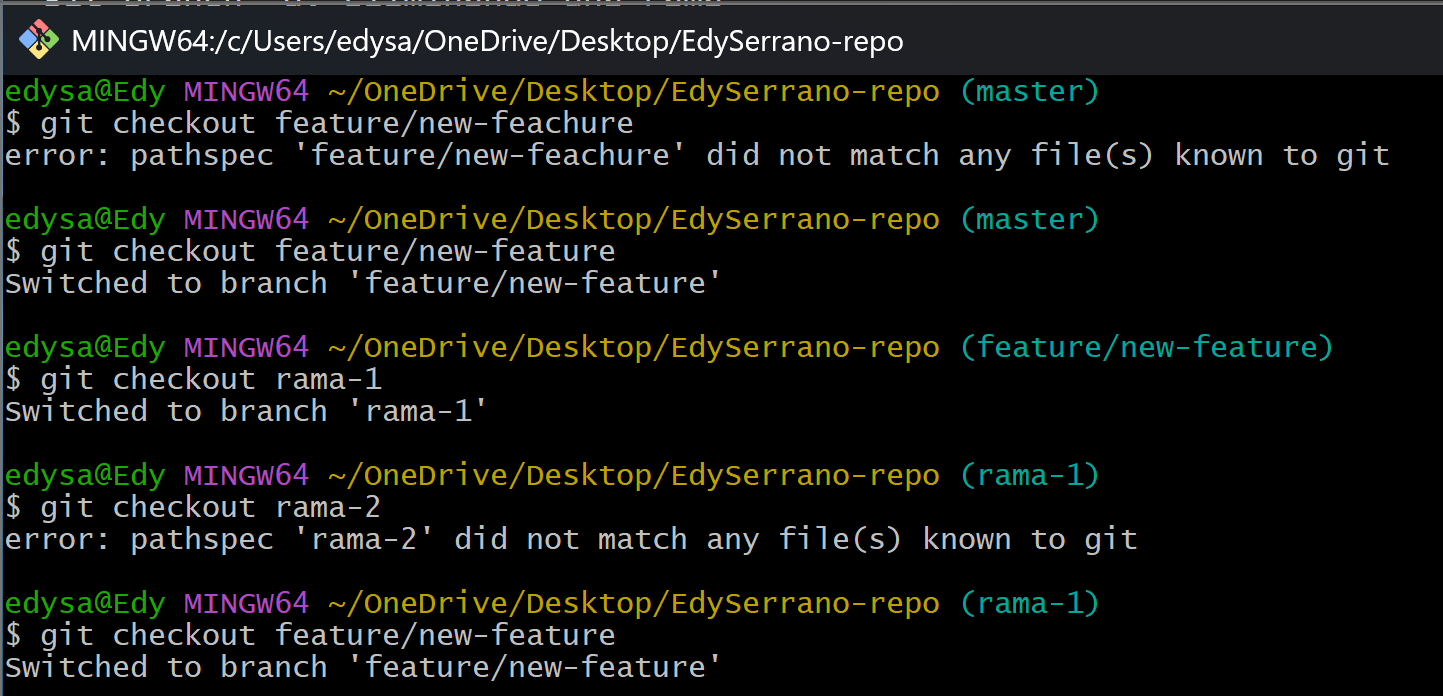 MINGW64:/c/Users/edysa/OneDrive/Desktop/EdySerrano-repo
edysa@Edy MINGW64 ~/OneDrive/Desktop/EdySerrano-repo (master)
$ git checkout feature/new-feachure
error: pathspec 'feature/new-feachure' did not match any file(s) known to git
edysa@Edy MINGW64 ~/OneDrive/Desktop/EdySerrano-repo (master)
$ git checkout feature/new-feature
Switched to branch 'feature/new-feature'
edysa@Edy MINGW64 ~/OneDrive/Desktop/EdySerrano-repo (feature/new-feature)
$ git checkout rama-1
Switched to branch 'rama-1'
edysa@Edy MINGW64 ~/OneDrive/Desktop/EdySerrano-repo (rama-1)
$ git checkout rama-2
error: pathspec 'rama-2' did not match any file(s) known to git
edysa@Edy MINGW64 ~/OneDrive/Desktop/EdySerrano-repo (rama-1)
$ git checkout feature/new-feature
Switched to branch 'feature/new-feature'